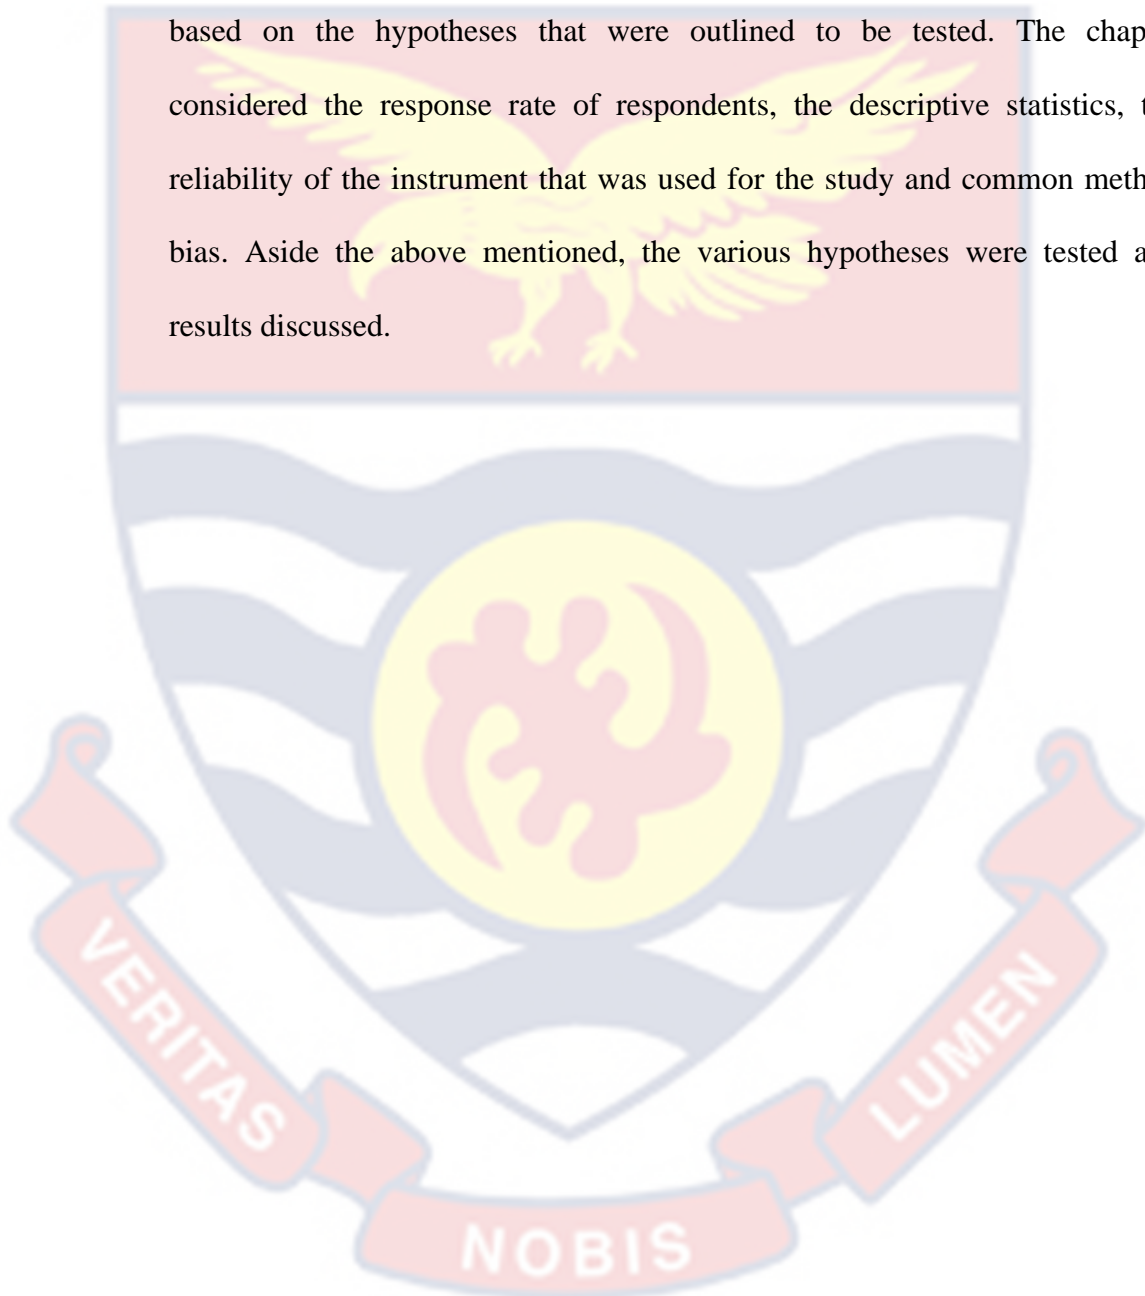 based on the hypotheses that were outlined to be tested. The chap
considered the response rate of respondents, the descriptive statistics, t
reliability of the instrument that was used for the study and common meth
bias. Aside the above mentioned, the various hypotheses were tested a
results discussed.
VERITAS
NOBIS
LUMEN